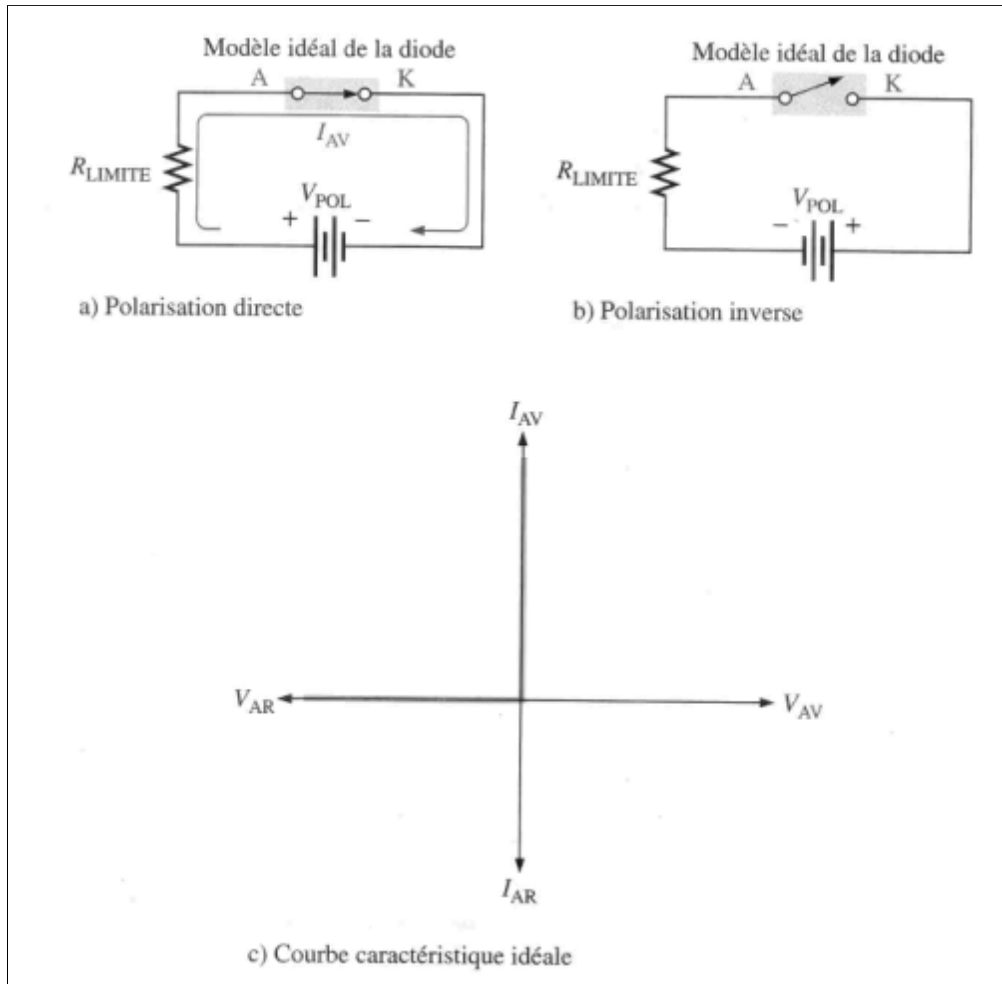 Modèle idéal de la diode
A K
I_AV
R_LIMITE
V_POL
+ −
a) Polarisation directe
Modèle idéal de la diode
A K
R_LIMITE
V_POL
- +
b) Polarisation inverse
I_AV
V_AR V_AV
I_AR
c) Courbe caractéristique idéale